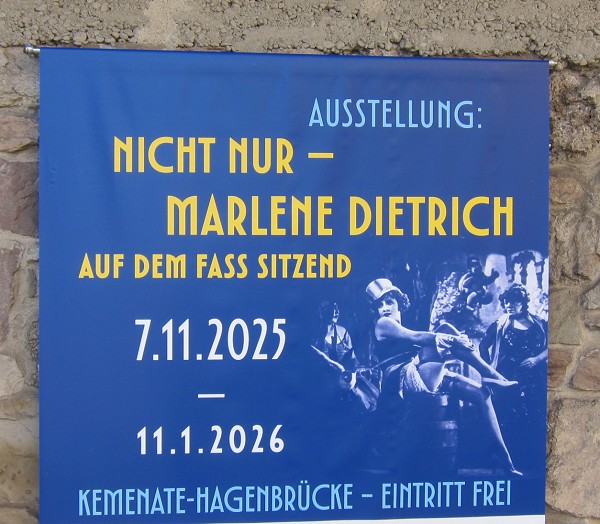 AUSSTELLUNG:
NICHT NUR –
MARLENE DIETRICH
AUF DEM FASS SITZEND
7.11.2025
–
11.1.2026
KEMENATE-HAGENBRÜCKE – EINTRITT FREI